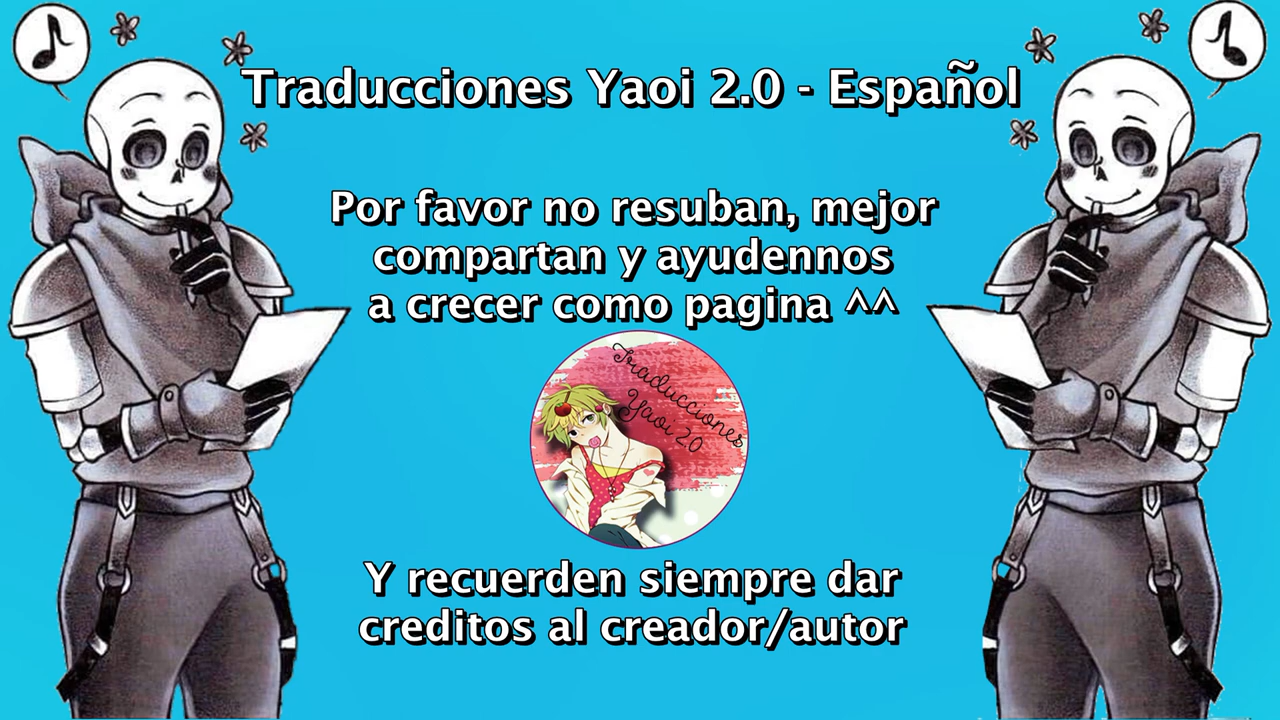 Traducciones Yaoi 2.0 - Español
Por favor no resuban, mejor
compartan y ayudennos
a crecer como pagina ^^
Traducciones
Yaoi 2.0
Y recuerden siempre dar
creditos al creador/autor